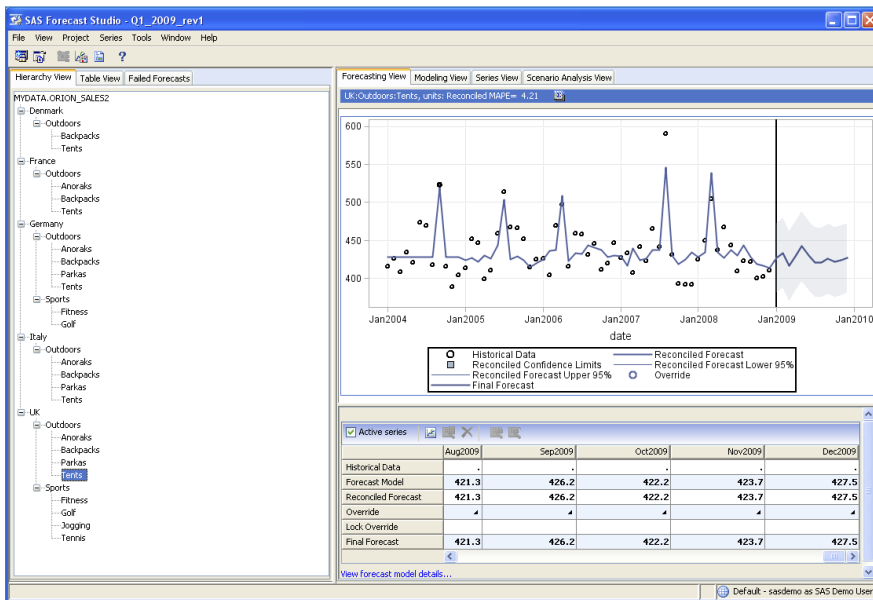 SAS Forecast Studio - Q1_2009_rev1
File View Project Series Tools Window Help
Hierarchy View Table View Failed Forecasts
MYDATA.ORION_SALES2
Denmark
Outdoors
Backpacks
Tents
France
Outdoors
Anoraks
Backpacks
Tents
Germany
Outdoors
Anoraks
Backpacks
Parkas
Tents
Sports
Fitness
Golf
Italy
Outdoors
Anoraks
Backpacks
Parkas
Tents
UK
Outdoors
Anoraks
Backpacks
Parkas
Tents
Sports
Fitness
Golf
Jogging
Tennis
Forecasting View Modeling View Series View Scenario Analysis View
UK:Outdoors:Tents, units: Reconciled MAPE= 4.21
600
550
500
450
400
Jan2004 Jan2005 Jan2006 Jan2007 Jan2008 Jan2009 Jan2010
date
Historical Data Reconciled Forecast
Reconciled Confidence Limits Reconciled Forecast Lower 95%
Reconciled Forecast Upper 95% Override
Final Forecast
Active series
Aug2009 Sep2009 Oct2009 Nov2009 Dec2009
Historical Data . . . . .
Forecast Model 421.3 426.2 422.2 423.7 427.5
Reconciled Forecast 421.3 426.2 422.2 423.7 427.5
Override
Lock Override
Final Forecast 421.3 426.2 422.2 423.7 427.5
View forecast model details...
Default - sasdemo as SAS Demo User